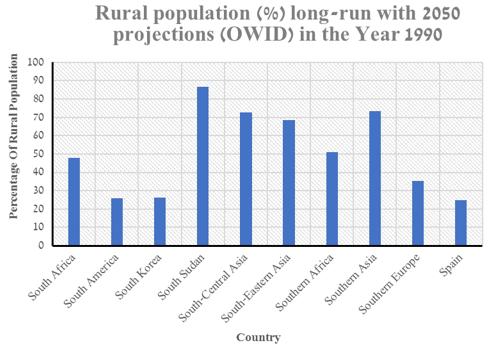 Rural population (%) long-run with 2050
projections (OWID) in the Year 1990
Percentage Of Rural Population
100
90
80
70
60
50
40
30
20
10
0
South Africa
South America
South Korea
South Sudan
South-Central Asia
South-Eastern Asia
Southern Africa
Southern Asia
Southern Europe
Spain
Country